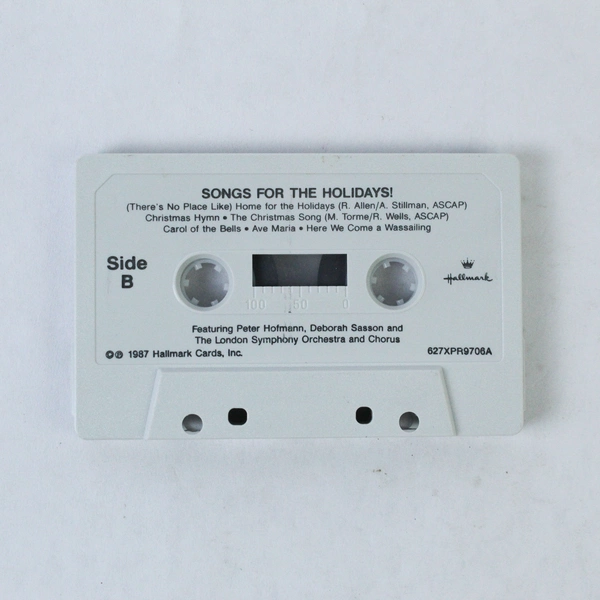 SONGS FOR THE HOLIDAYS!
(There's No Place Like) Home for the Holidays (R. Allen/A. Stillman, ASCAP)
Christmas Hymn • The Christmas Song (M. Torme/R. Wells, ASCAP)
Carol of the Bells • Ave Maria • Here We Come a Wassailing
Side
B
Hallmark
100 50 0
Featuring Peter Hofmann, Deborah Sasson and
The London Symphony Orchestra and Chorus
©℗ 1987 Hallmark Cards, Inc.
627XPR9706A